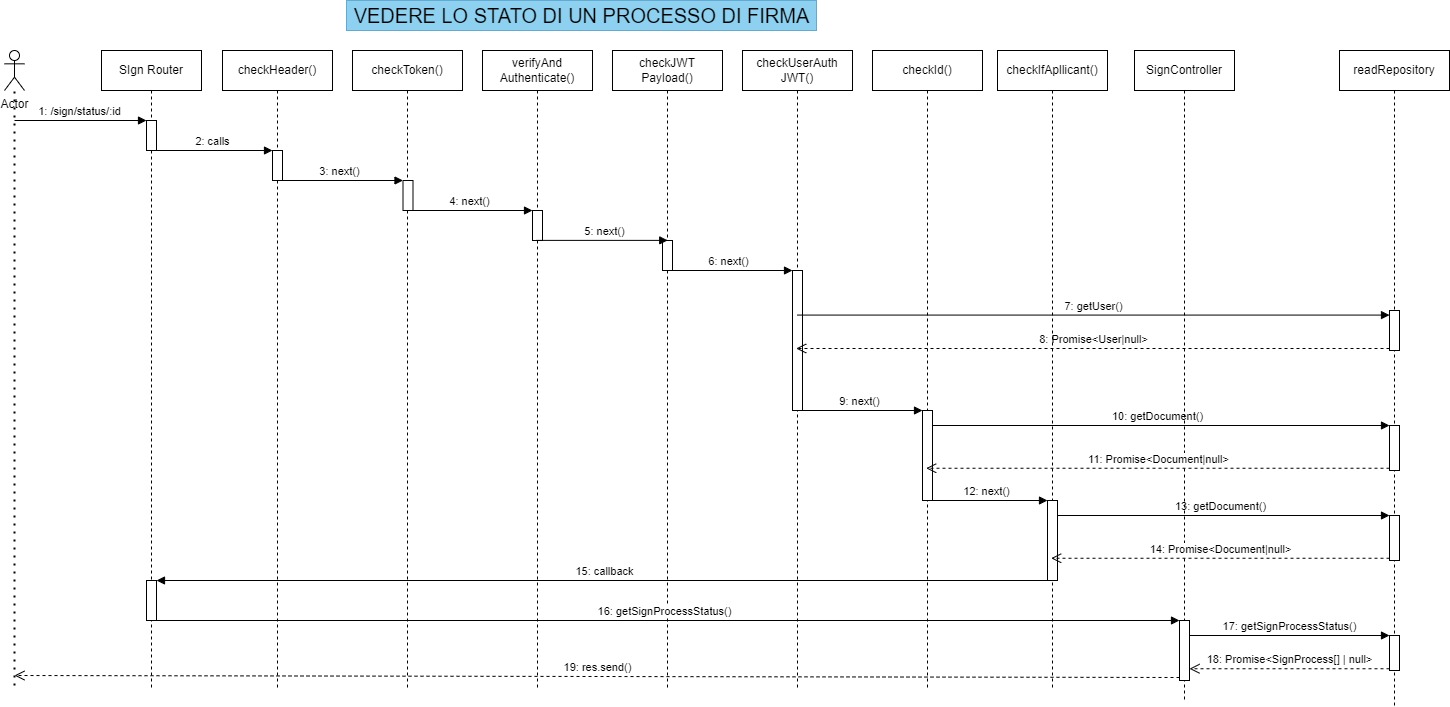 VEDERE LO STATO DI UN PROCESSO DI FIRMA
Actor
SIgn Router
checkHeader()
checkToken()
verifyAnd
Authenticate()
checkJWT
Payload()
checkUserAuth
JWT()
checkId()
checkIfApllicant()
SignController
readRepository
1: /sign/status/:id
2: calls
3: next()
4: next()
5: next()
6: next()
7: getUser()
8: Promise<User|null>
9: next()
10: getDocument()
11: Promise<Document|null>
12: next()
13: getDocument()
14: Promise<Document|null>
15: callback
16: getSignProcessStatus()
17: getSignProcessStatus()
18: Promise<SignProcess[] | null>
19: res.send()